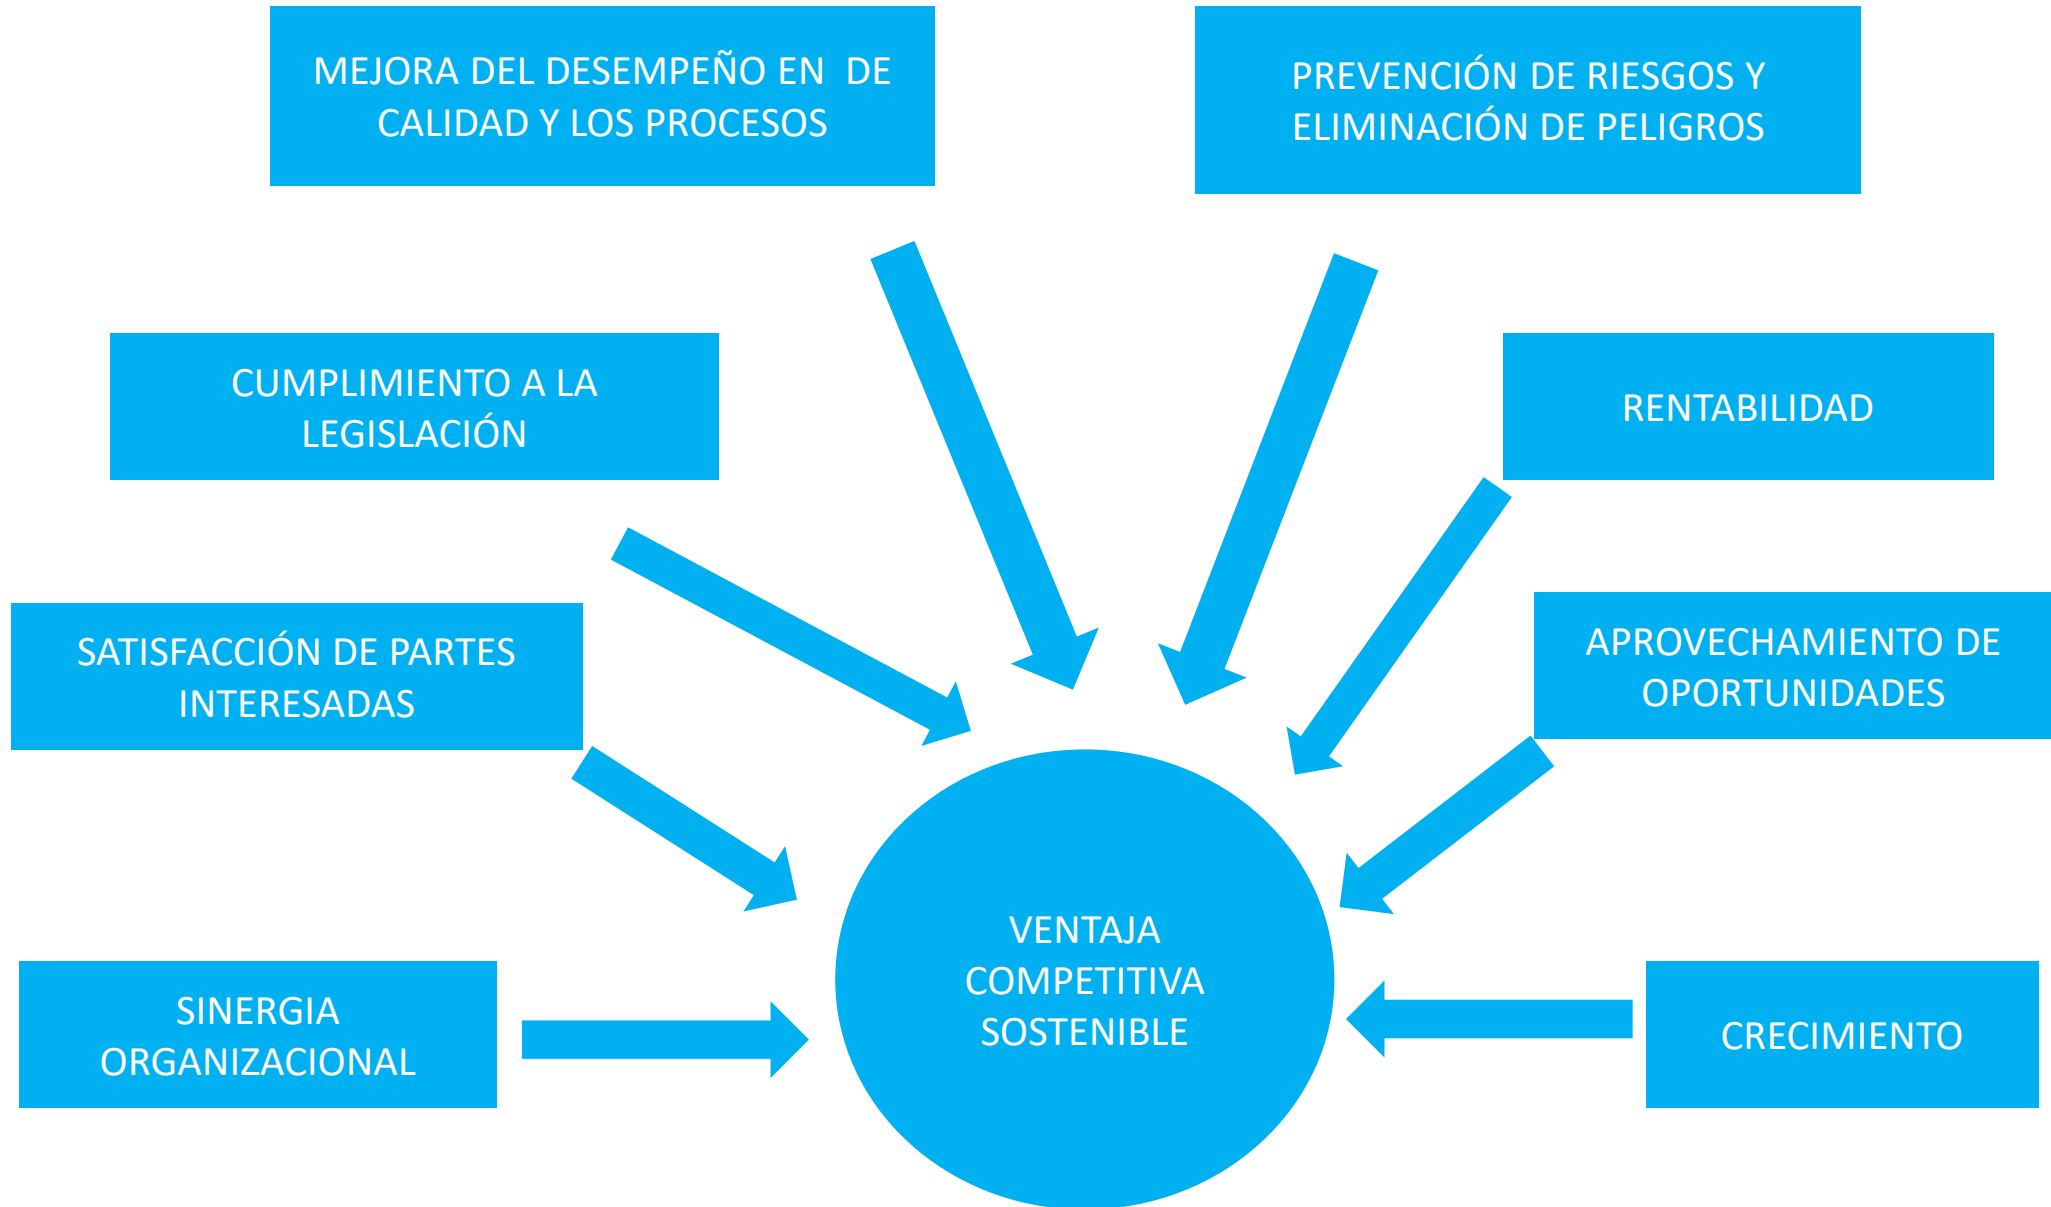 MEJORA DEL DESEMPEÑO EN  DE
CALIDAD Y LOS PROCESOS
PREVENCIÓN DE RIESGOS Y
ELIMINACIÓN DE PELIGROS
CUMPLIMIENTO A LA
LEGISLACIÓN
RENTABILIDAD
SATISFACCIÓN DE PARTES
INTERESADAS
APROVECHAMIENTO DE
OPORTUNIDADES
VENTAJA
COMPETITIVA
SOSTENIBLE
SINERGIA
ORGANIZACIONAL
CRECIMIENTO